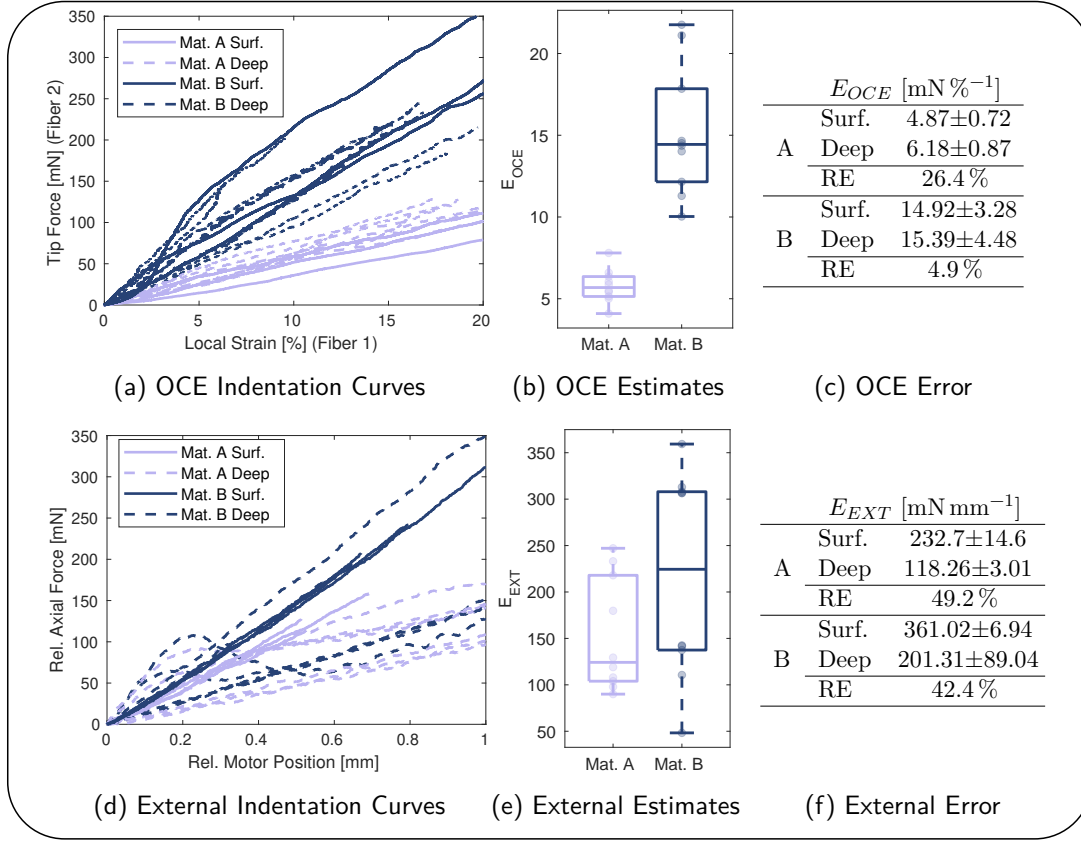 350
300
250
200
150
100
50
0
0 5 10 15 20
Tip Force [mN] (Fiber 2)
Local Strain [%] (Fiber 1)
Mat. A Surf.
Mat. A Deep
Mat. B Surf.
Mat. B Deep
(a) OCE Indentation Curves
20
15
10
5
E_OCE
Mat. A Mat. B
(b) OCE Estimates
E_OCE [mN %⁻¹]
A
Surf. 4.87±0.72
Deep 6.18±0.87
RE 26.4 %
B
Surf. 14.92±3.28
Deep 15.39±4.48
RE 4.9 %
(c) OCE Error
350
300
250
200
150
100
50
0
0 0.2 0.4 0.6 0.8 1
Rel. Axial Force [mN]
Rel. Motor Position [mm]
Mat. A Surf.
Mat. A Deep
Mat. B Surf.
Mat. B Deep
(d) External Indentation Curves
350
300
250
200
150
100
50
E_EXT
Mat. A Mat. B
(e) External Estimates
E_EXT [mN mm⁻¹]
A
Surf. 232.7±14.6
Deep 118.26±3.01
RE 49.2 %
B
Surf. 361.02±6.94
Deep 201.31±89.04
RE 42.4 %
(f) External Error